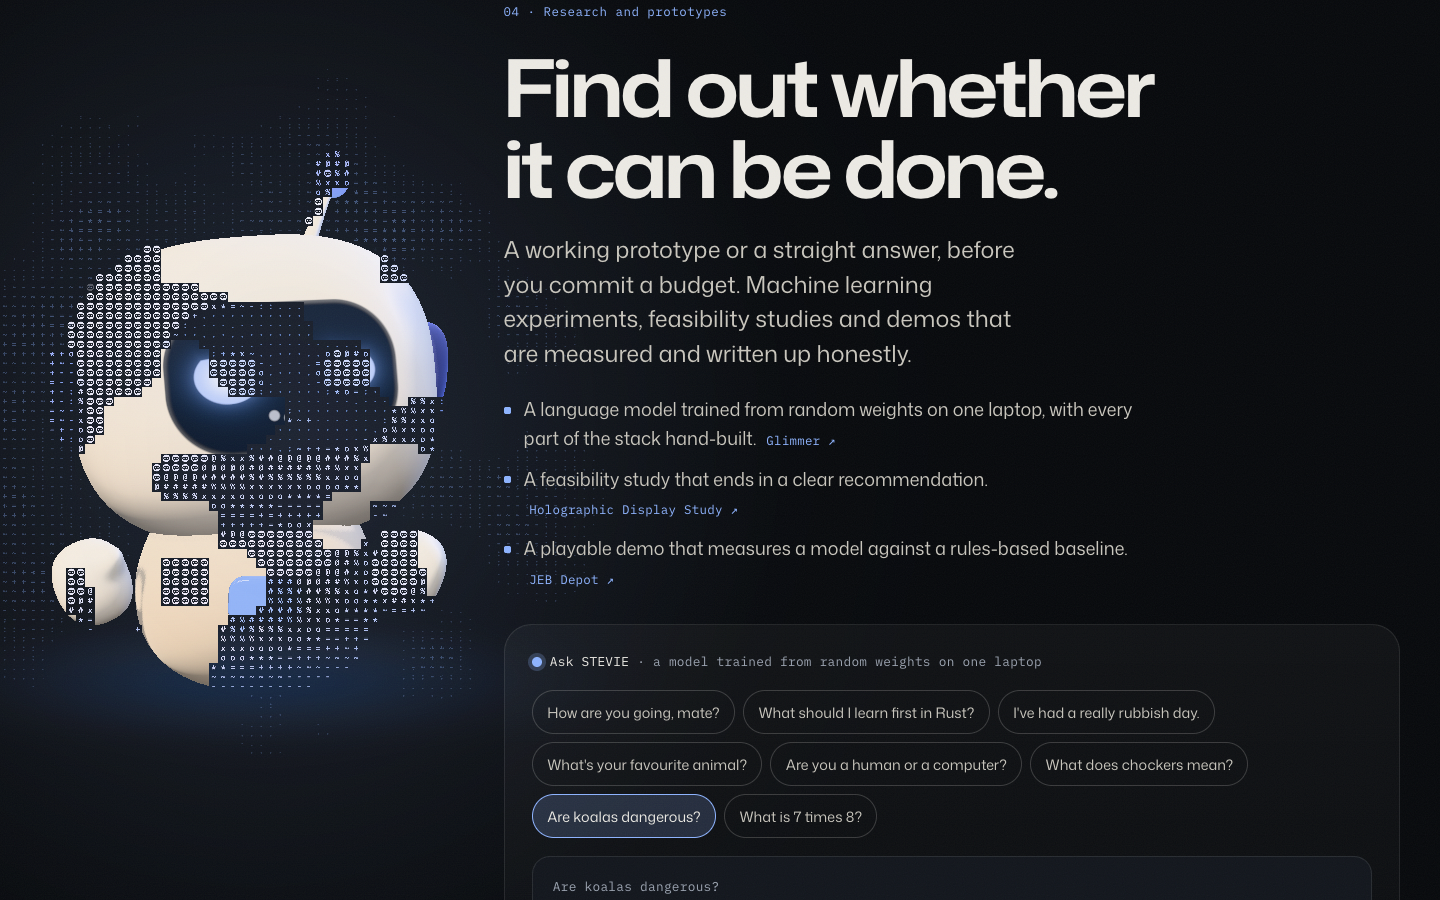 04 · Research and prototypes
Find out whether
it can be done.
A working prototype or a straight answer, before
you commit a budget. Machine learning
experiments, feasibility studies and demos that
are measured and written up honestly.
A language model trained from random weights on one laptop, with every
part of the stack hand-built. Glimmer ↗
A feasibility study that ends in a clear recommendation.
Holographic Display Study ↗
A playable demo that measures a model against a rules-based baseline.
JEB Depot ↗
Ask STEVIE · a model trained from random weights on one laptop
How are you going, mate?
What should I learn first in Rust?
I've had a really rubbish day.
What's your favourite animal?
Are you a human or a computer?
What does chockers mean?
Are koalas dangerous?
What is 7 times 8?
Are koalas dangerous?